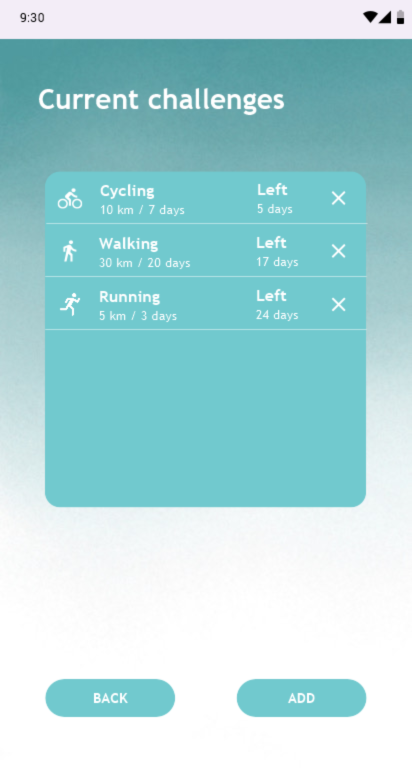 9:30
Current challenges
Cycling Left
10 km / 7 days 5 days
Walking Left
30 km / 20 days 17 days
Running Left
5 km / 3 days 24 days
BACK ADD